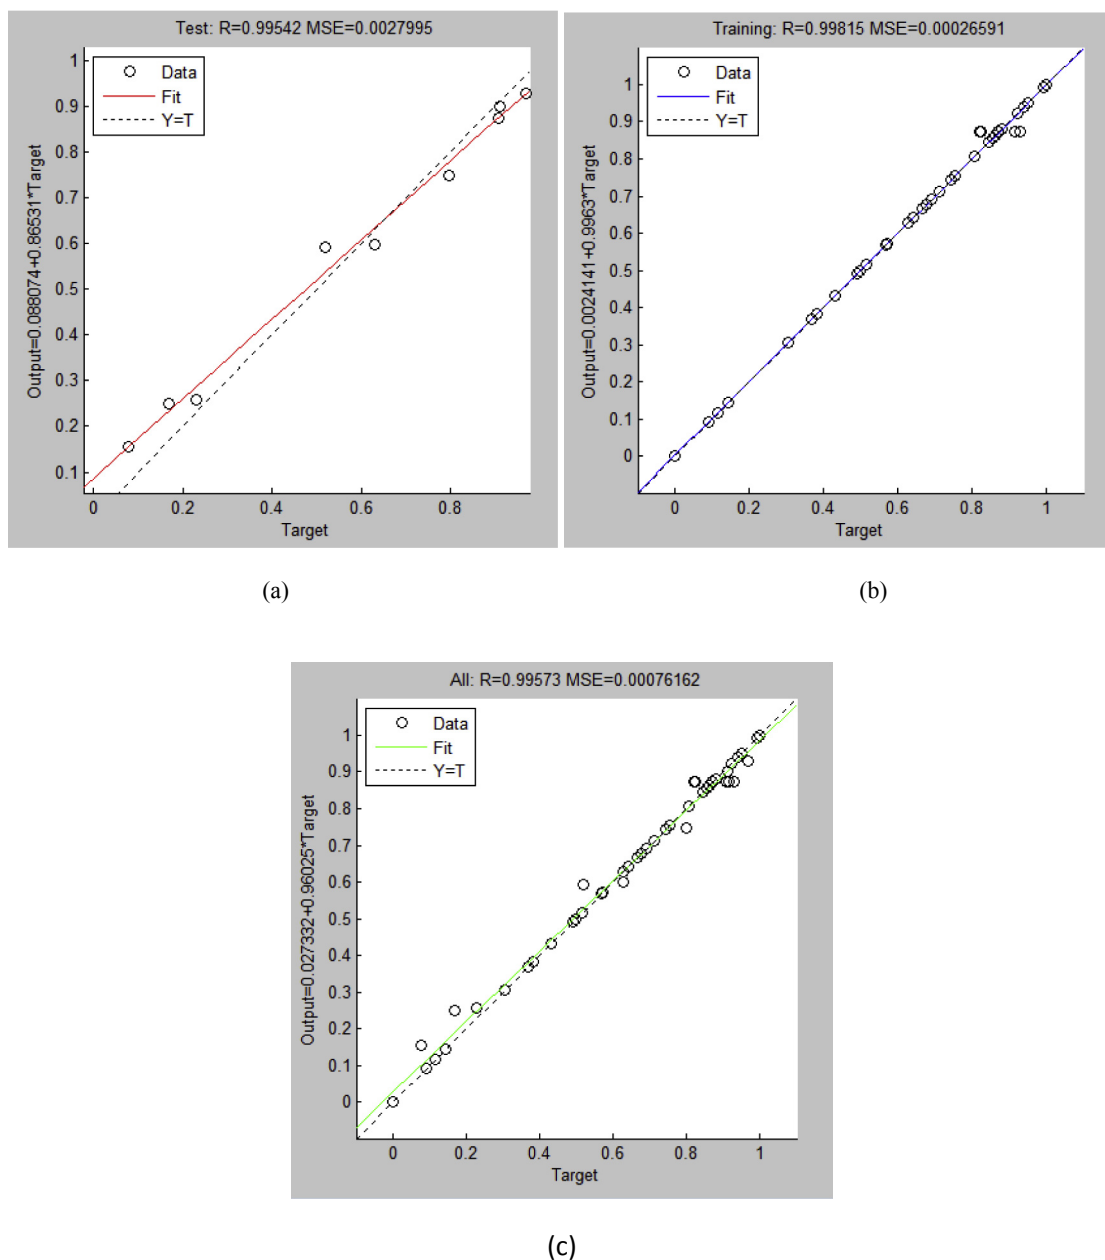 Test: R=0.99542 MSE=0.0027995
Data
Fit
Y=T
Output=0.088074+0.86531*Target
1
0.9
0.8
0.7
0.6
0.5
0.4
0.3
0.2
0.1
0 0.2 0.4 0.6 0.8
Target
(a)
Training: R=0.99815 MSE=0.00026591
Data
Fit
Y=T
Output=0.0024141+0.9963*Target
1
0.9
0.8
0.7
0.6
0.5
0.4
0.3
0.2
0.1
0
0 0.2 0.4 0.6 0.8 1
Target
(b)
All: R=0.99573 MSE=0.00076162
Data
Fit
Y=T
Output=0.027332+0.96025*Target
1
0.9
0.8
0.7
0.6
0.5
0.4
0.3
0.2
0.1
0
0 0.2 0.4 0.6 0.8 1
Target
(c)